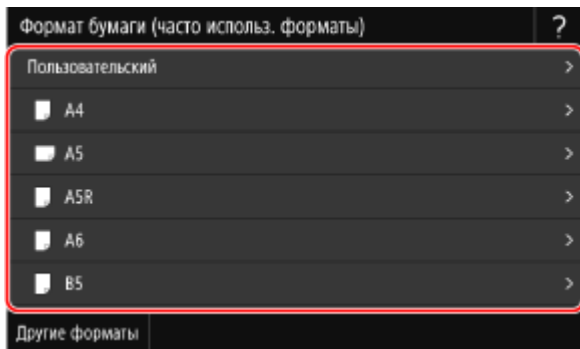 Формат бумаги (часто использ. форматы) ?
Пользовательский >
A4 >
A5 >
A5R >
A6 >
B5 >
Другие форматы